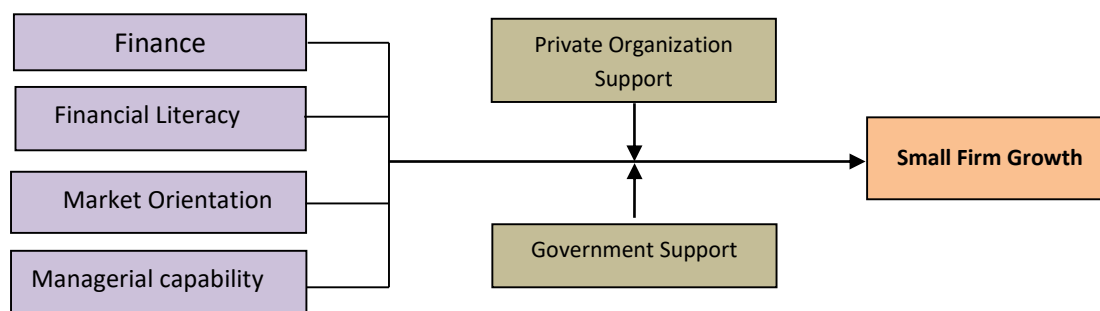 Finance
Financial Literacy
Market Orientation
Managerial capability
Private Organization
Support
Government Support
Small Firm Growth